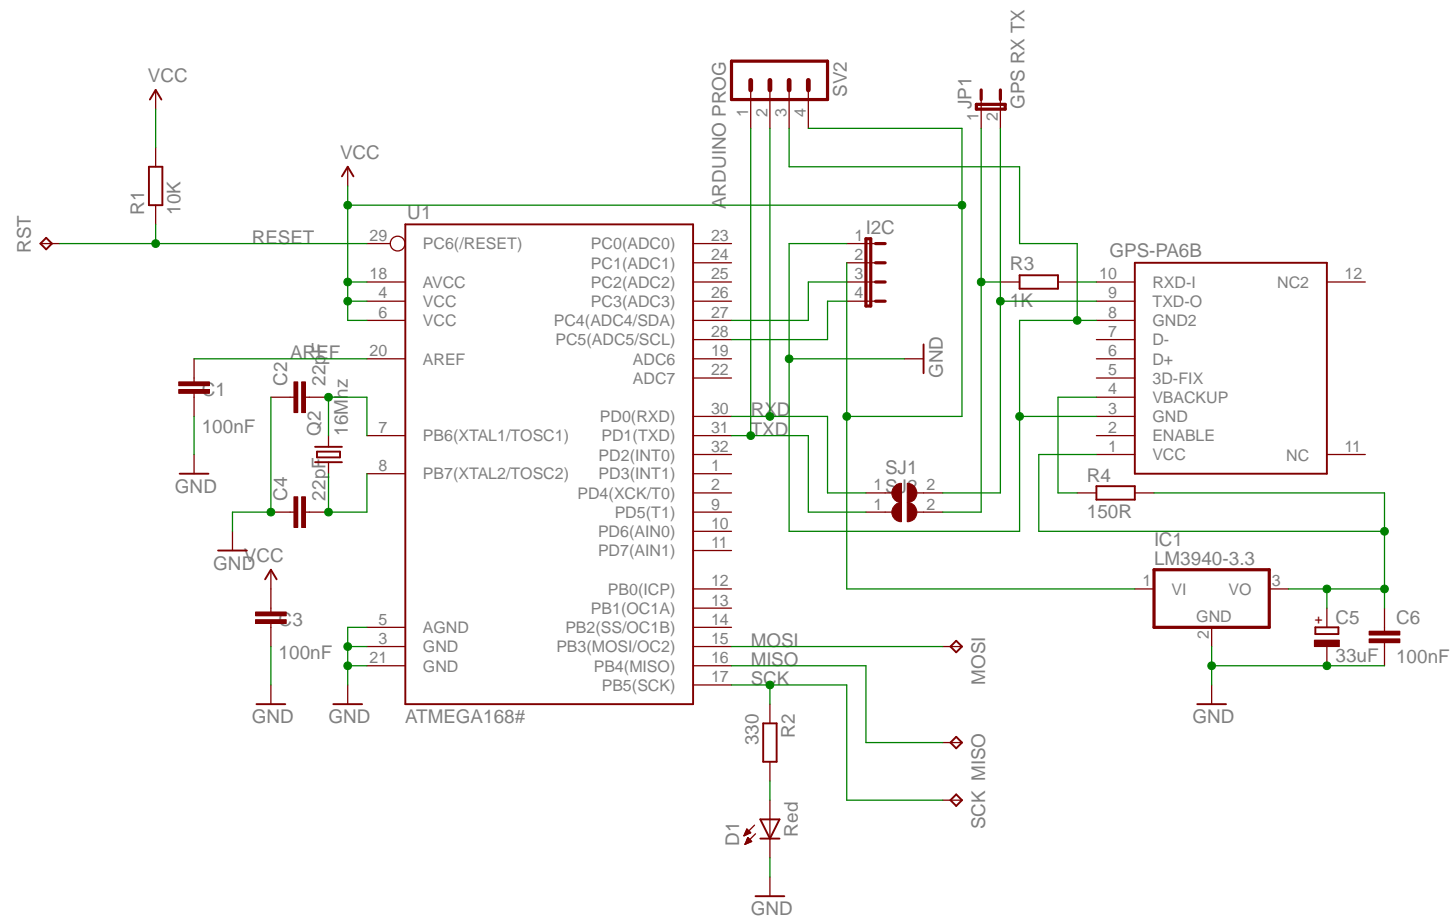 VCC
R1
10K
RST
RESET
VCC
U1
ARDUINO PROG
SV2
1
2
3
4
JP1
GPS RX TX
1
2
29
PC6(/RESET)
18
AVCC
4
VCC
6
VCC
20
AREF
AREF
7
PB6(XTAL1/TOSC1)
8
PB7(XTAL2/TOSC2)
5
AGND
3
GND
21
GND
ATMEGA168#
PC0(ADC0)
23
PC1(ADC1)
24
PC2(ADC2)
25
PC3(ADC3)
26
PC4(ADC4/SDA)
27
PC5(ADC5/SCL)
28
ADC6
19
ADC7
22
PD0(RXD)
30
RXD
PD1(TXD)
31
TXD
PD2(INT0)
32
PD3(INT1)
1
PD4(XCK/T0)
2
PD5(T1)
9
PD6(AIN0)
10
PD7(AIN1)
11
PB0(ICP)
12
PB1(OC1A)
13
PB2(SS/OC1B)
14
PB3(MOSI/OC2)
15
MOSI
PB4(MISO)
16
MISO
PB5(SCK)
17
SCK
C1
100nF
GND
C2
22pF
Q2
16Mhz
C4
22pF
GND
VCC
C3
100nF
GND
GND
I2C
1
2
3
4
GND
SJ1
1
2
SJ2
1
2
MOSI
MISO
SCK
330
R2
D1
Red
GND
GPS-PA6B
R3
1K
10
RXD-I
9
TXD-O
8
GND2
7
D-
6
D+
5
3D-FIX
4
VBACKUP
3
GND
2
ENABLE
1
VCC
NC2
12
NC
11
R4
150R
IC1
LM3940-3.3
1
VI
VO
3
GND
2
+
C5
33uF
C6
100nF
GND